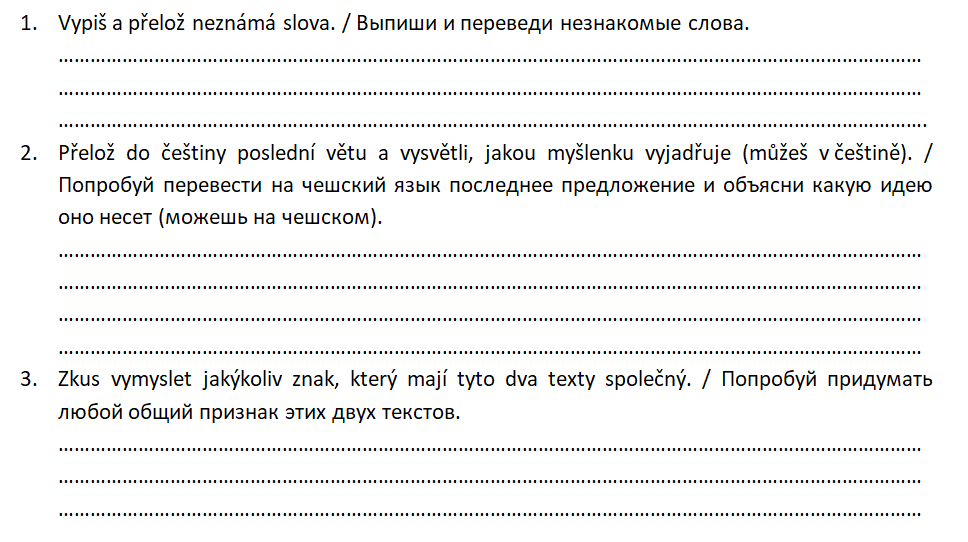 1. Vypiš a přelož neznámá slova. / Выпиши и переведи незнакомые слова.
………………………………………………………………………………………………………………………………………………
………………………………………………………………………………………………………………………………………………
……………………………………………………………………………………………………………………………………………….
2. Přelož do češtiny poslední větu a vysvětli, jakou myšlenku vyjadřuje (můžeš v češtině). /
Попробуй перевести на чешский язык последнее предложение и объясни какую идею
оно несет (можешь на чешском).
………………………………………………………………………………………………………………………………………………
………………………………………………………………………………………………………………………………………………
………………………………………………………………………………………………………………………………………………
………………………………………………………………………………………………………………………………………………
3. Zkus vymyslet jakýkoliv znak, který mají tyto dva texty společný. / Попробуй придумать
любой общий признак этих двух текстов.
………………………………………………………………………………………………………………………………………………
………………………………………………………………………………………………………………………………………………
………………………………………………………………………………………………………………………………………………